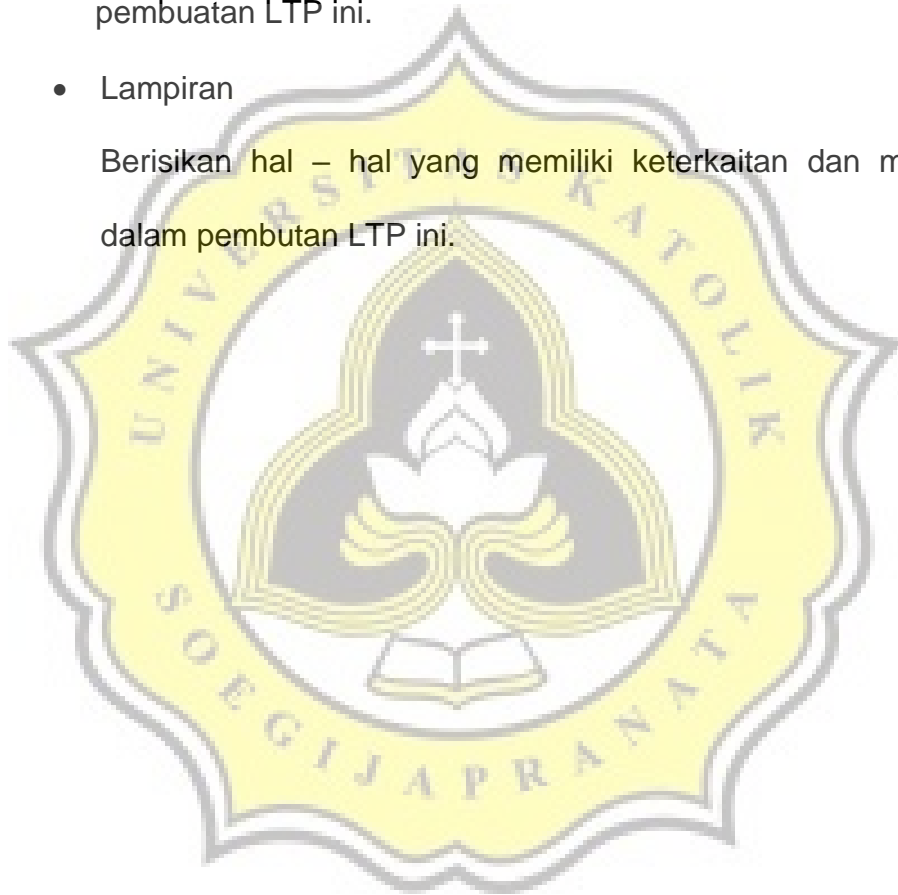 pembuatan LTP ini.
• Lampiran
Berisikan hal – hal yang memiliki keterkaitan dan
dalam pembutan LTP ini.
UNIVERSITAS KATOLIK
SOEGIJAPRANATA